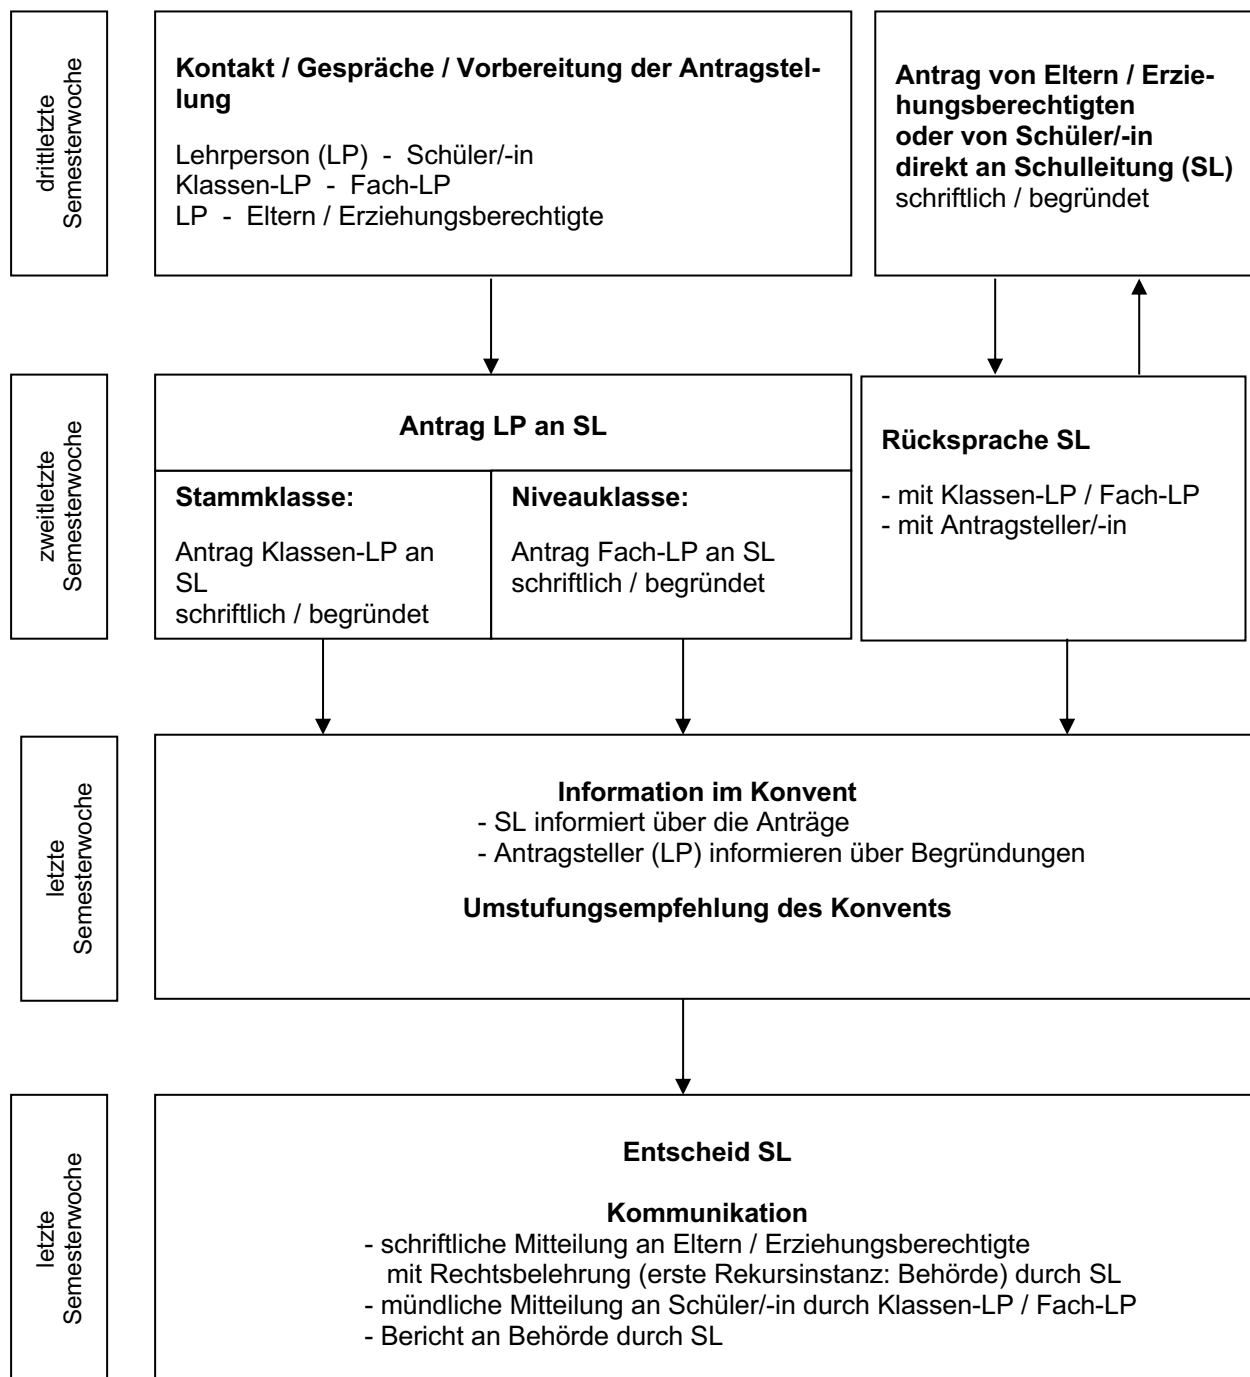 drittletzte
Semesterwoche
Kontakt / Gespräche / Vorbereitung der Antragstel-
lung
Lehrperson (LP) - Schüler/-in
Klassen-LP - Fach-LP
LP - Eltern / Erziehungsberechtigte
Antrag von Eltern / Erzie-
hungsberechtigten
oder von Schüler/-in
direkt an Schulleitung (SL)
schriftlich / begründet
zweitletzte
Semesterwoche
Antrag LP an SL
Stammklasse:
Antrag Klassen-LP an
SL
schriftlich / begründet
Niveauklasse:
Antrag Fach-LP an SL
schriftlich / begründet
Rücksprache SL
- mit Klassen-LP / Fach-LP
- mit Antragsteller/-in
letzte
Semesterwoche
Information im Konvent
- SL informiert über die Anträge
- Antragsteller (LP) informieren über Begründungen
Umstufungsempfehlung des Konvents
letzte
Semesterwoche
Entscheid SL
Kommunikation
- schriftliche Mitteilung an Eltern / Erziehungsberechtigte
mit Rechtsbelehrung (erste Rekursinstanz: Behörde) durch SL
- mündliche Mitteilung an Schüler/-in durch Klassen-LP / Fach-LP
- Bericht an Behörde durch SL